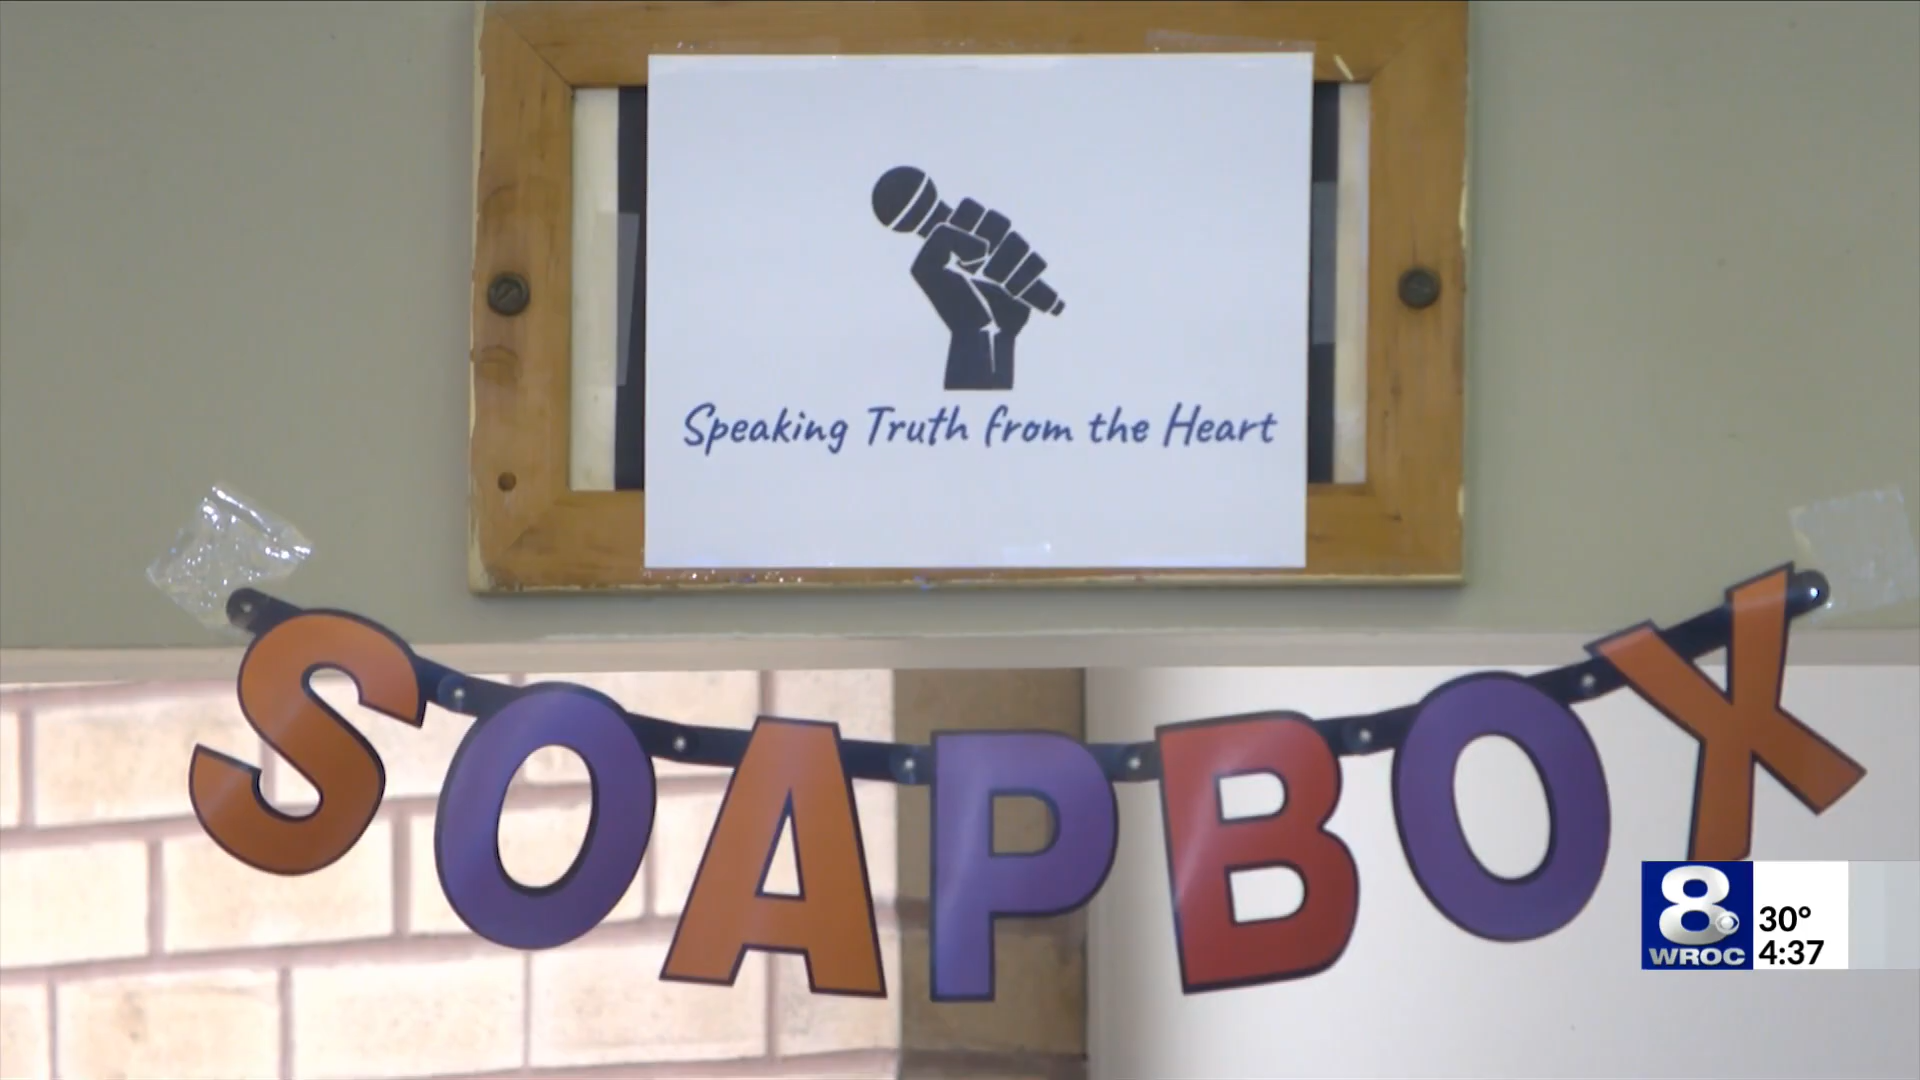 Speaking Truth from the Heart
SOAPBOX
8
WROC
30°
4:37